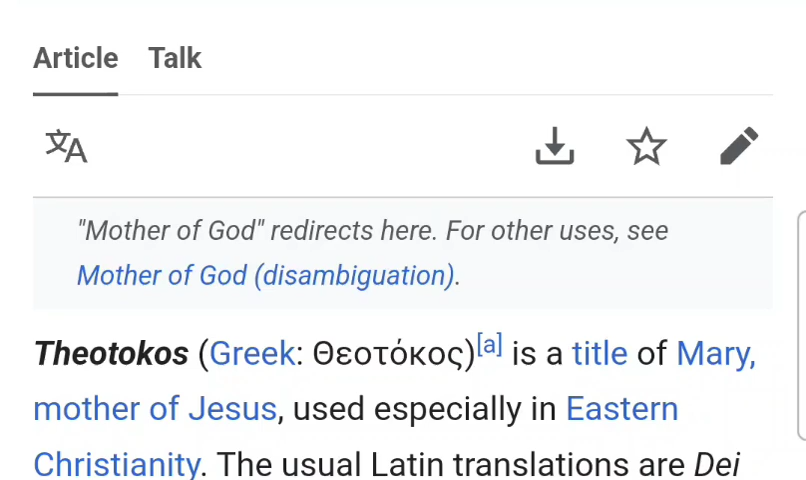 Article Talk
文A
"Mother of God" redirects here. For other uses, see
Mother of God (disambiguation).
Theotokos (Greek: Θεοτόκος)[a] is a title of Mary,
mother of Jesus, used especially in Eastern
Christianity. The usual Latin translations are Dei